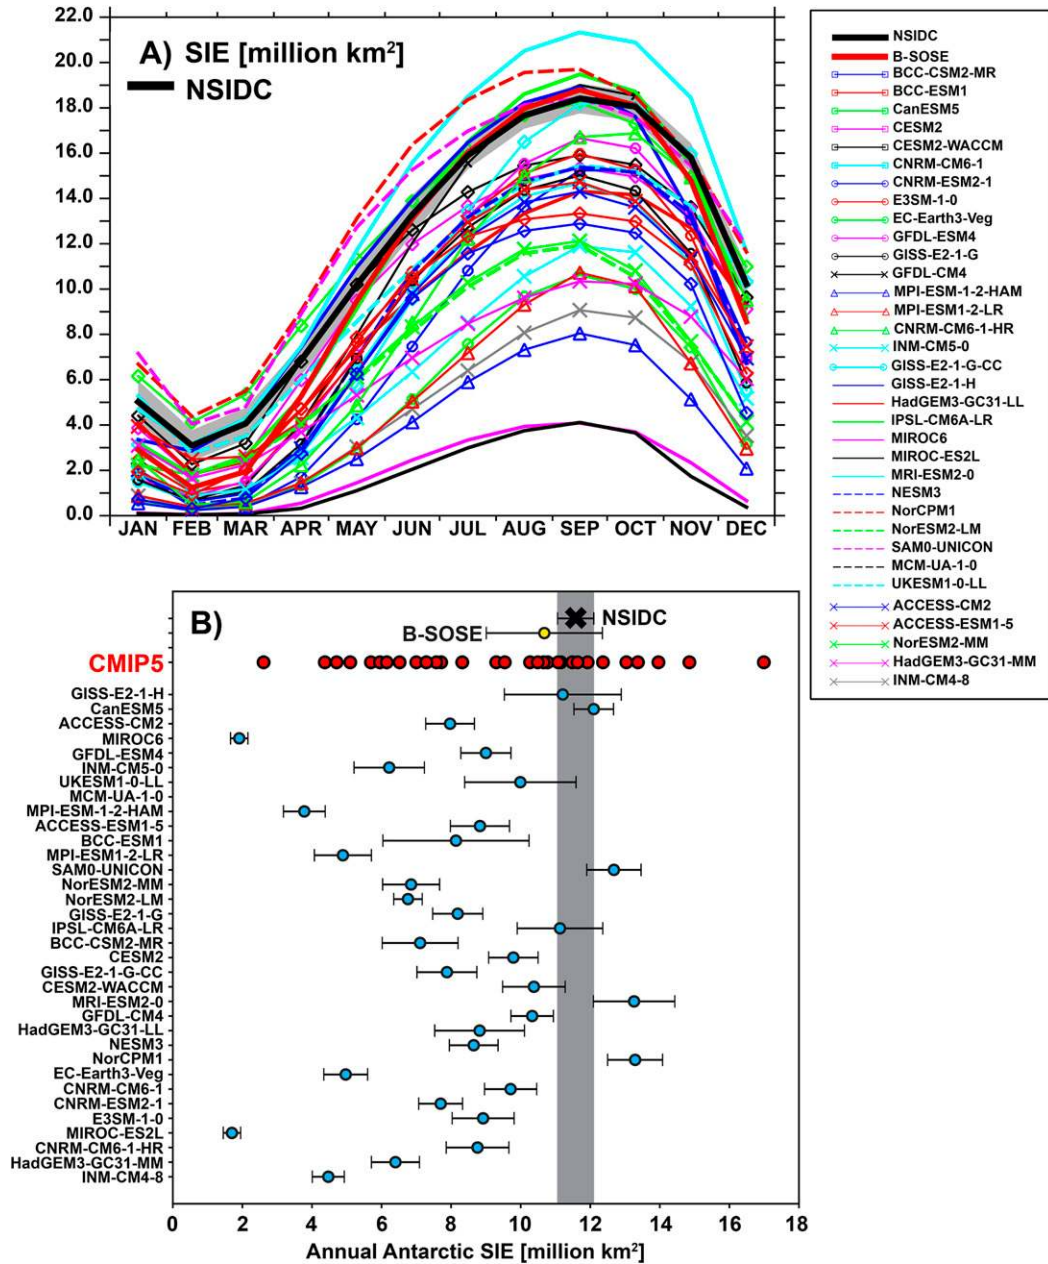 22.0
20.0
18.0
16.0
14.0
12.0
10.0
8.0
6.0
4.0
2.0
0.0
A) SIE [million km²]
NSIDC
JAN FEB MAR APR MAY JUN JUL AUG SEP OCT NOV DEC
NSIDC
B-SOSE
BCC-CSM2-MR
BCC-ESM1
CanESM5
CESM2
CESM2-WACCM
CNRM-CM6-1
CNRM-ESM2-1
E3SM-1-0
EC-Earth3-Veg
GFDL-ESM4
GISS-E2-1-G
GFDL-CM4
MPI-ESM-1-2-HAM
MPI-ESM1-2-LR
CNRM-CM6-1-HR
INM-CM5-0
GISS-E2-1-G-CC
GISS-E2-1-H
HadGEM3-GC31-LL
IPSL-CM6A-LR
MIROC6
MIROC-ES2L
MRI-ESM2-0
NESM3
NorCPM1
NorESM2-LM
SAM0-UNICON
MCM-UA-1-0
UKESM1-0-LL
ACCESS-CM2
ACCESS-ESM1-5
NorESM2-MM
HadGEM3-GC31-MM
INM-CM4-8
B)
NSIDC
B-SOSE
CMIP5
GISS-E2-1-H
CanESM5
ACCESS-CM2
MIROC6
GFDL-ESM4
INM-CM5-0
UKESM1-0-LL
MCM-UA-1-0
MPI-ESM-1-2-HAM
ACCESS-ESM1-5
BCC-ESM1
MPI-ESM1-2-LR
SAM0-UNICON
NorESM2-MM
NorESM2-LM
GISS-E2-1-G
IPSL-CM6A-LR
BCC-CSM2-MR
CESM2
GISS-E2-1-G-CC
CESM2-WACCM
MRI-ESM2-0
GFDL-CM4
HadGEM3-GC31-LL
NESM3
NorCPM1
EC-Earth3-Veg
CNRM-CM6-1
CNRM-ESM2-1
E3SM-1-0
MIROC-ES2L
CNRM-CM6-1-HR
HadGEM3-GC31-MM
INM-CM4-8
0 2 4 6 8 10 12 14 16 18
Annual Antarctic SIE [million km²]